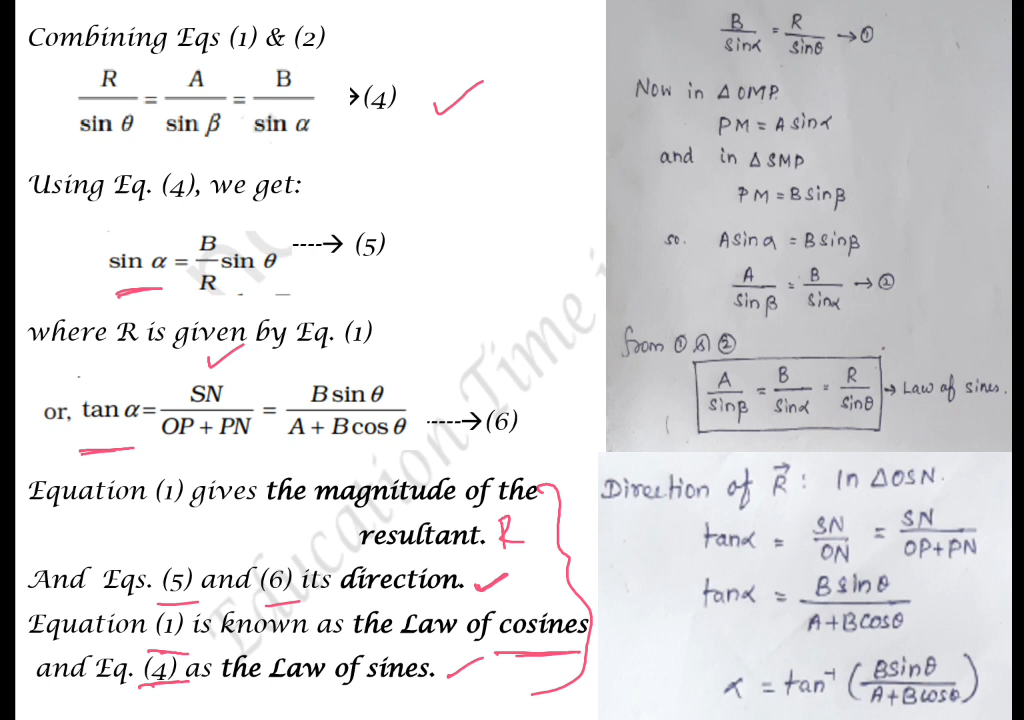 Combining Eqs (1) & (2)
R/sin θ = A/sin β = B/sin α →(4)
Using Eq. (4), we get:
sin α = B/R sin θ ----→ (5)
where R is given by Eq. (1)
or, tan α = SN/OP + PN = B sin θ/A + B cos θ -----→(6)
Equation (1) gives the magnitude of the
resultant. R
And Eqs. (5) and (6) its direction.
Equation (1) is known as the Law of cosines
and Eq. (4) as the Law of sines.
Education Time i
B/sinα = R/sinθ →①
Now in Δ OMP.
PM = A sinα
and in Δ SMP
PM = B sinβ
so. A sin α = B sinβ
A/sinβ = B/sinα →②
from ① & ②
A/sinβ = B/sinα = R/sinθ → Law of sines.
Direction of R⃗ : In ΔOSN.
tanα = SN/ON = SN/OP+PN
tanα = B sinθ/A+B cosθ
α = tan⁻¹ (B sinθ/A+B cosθ)